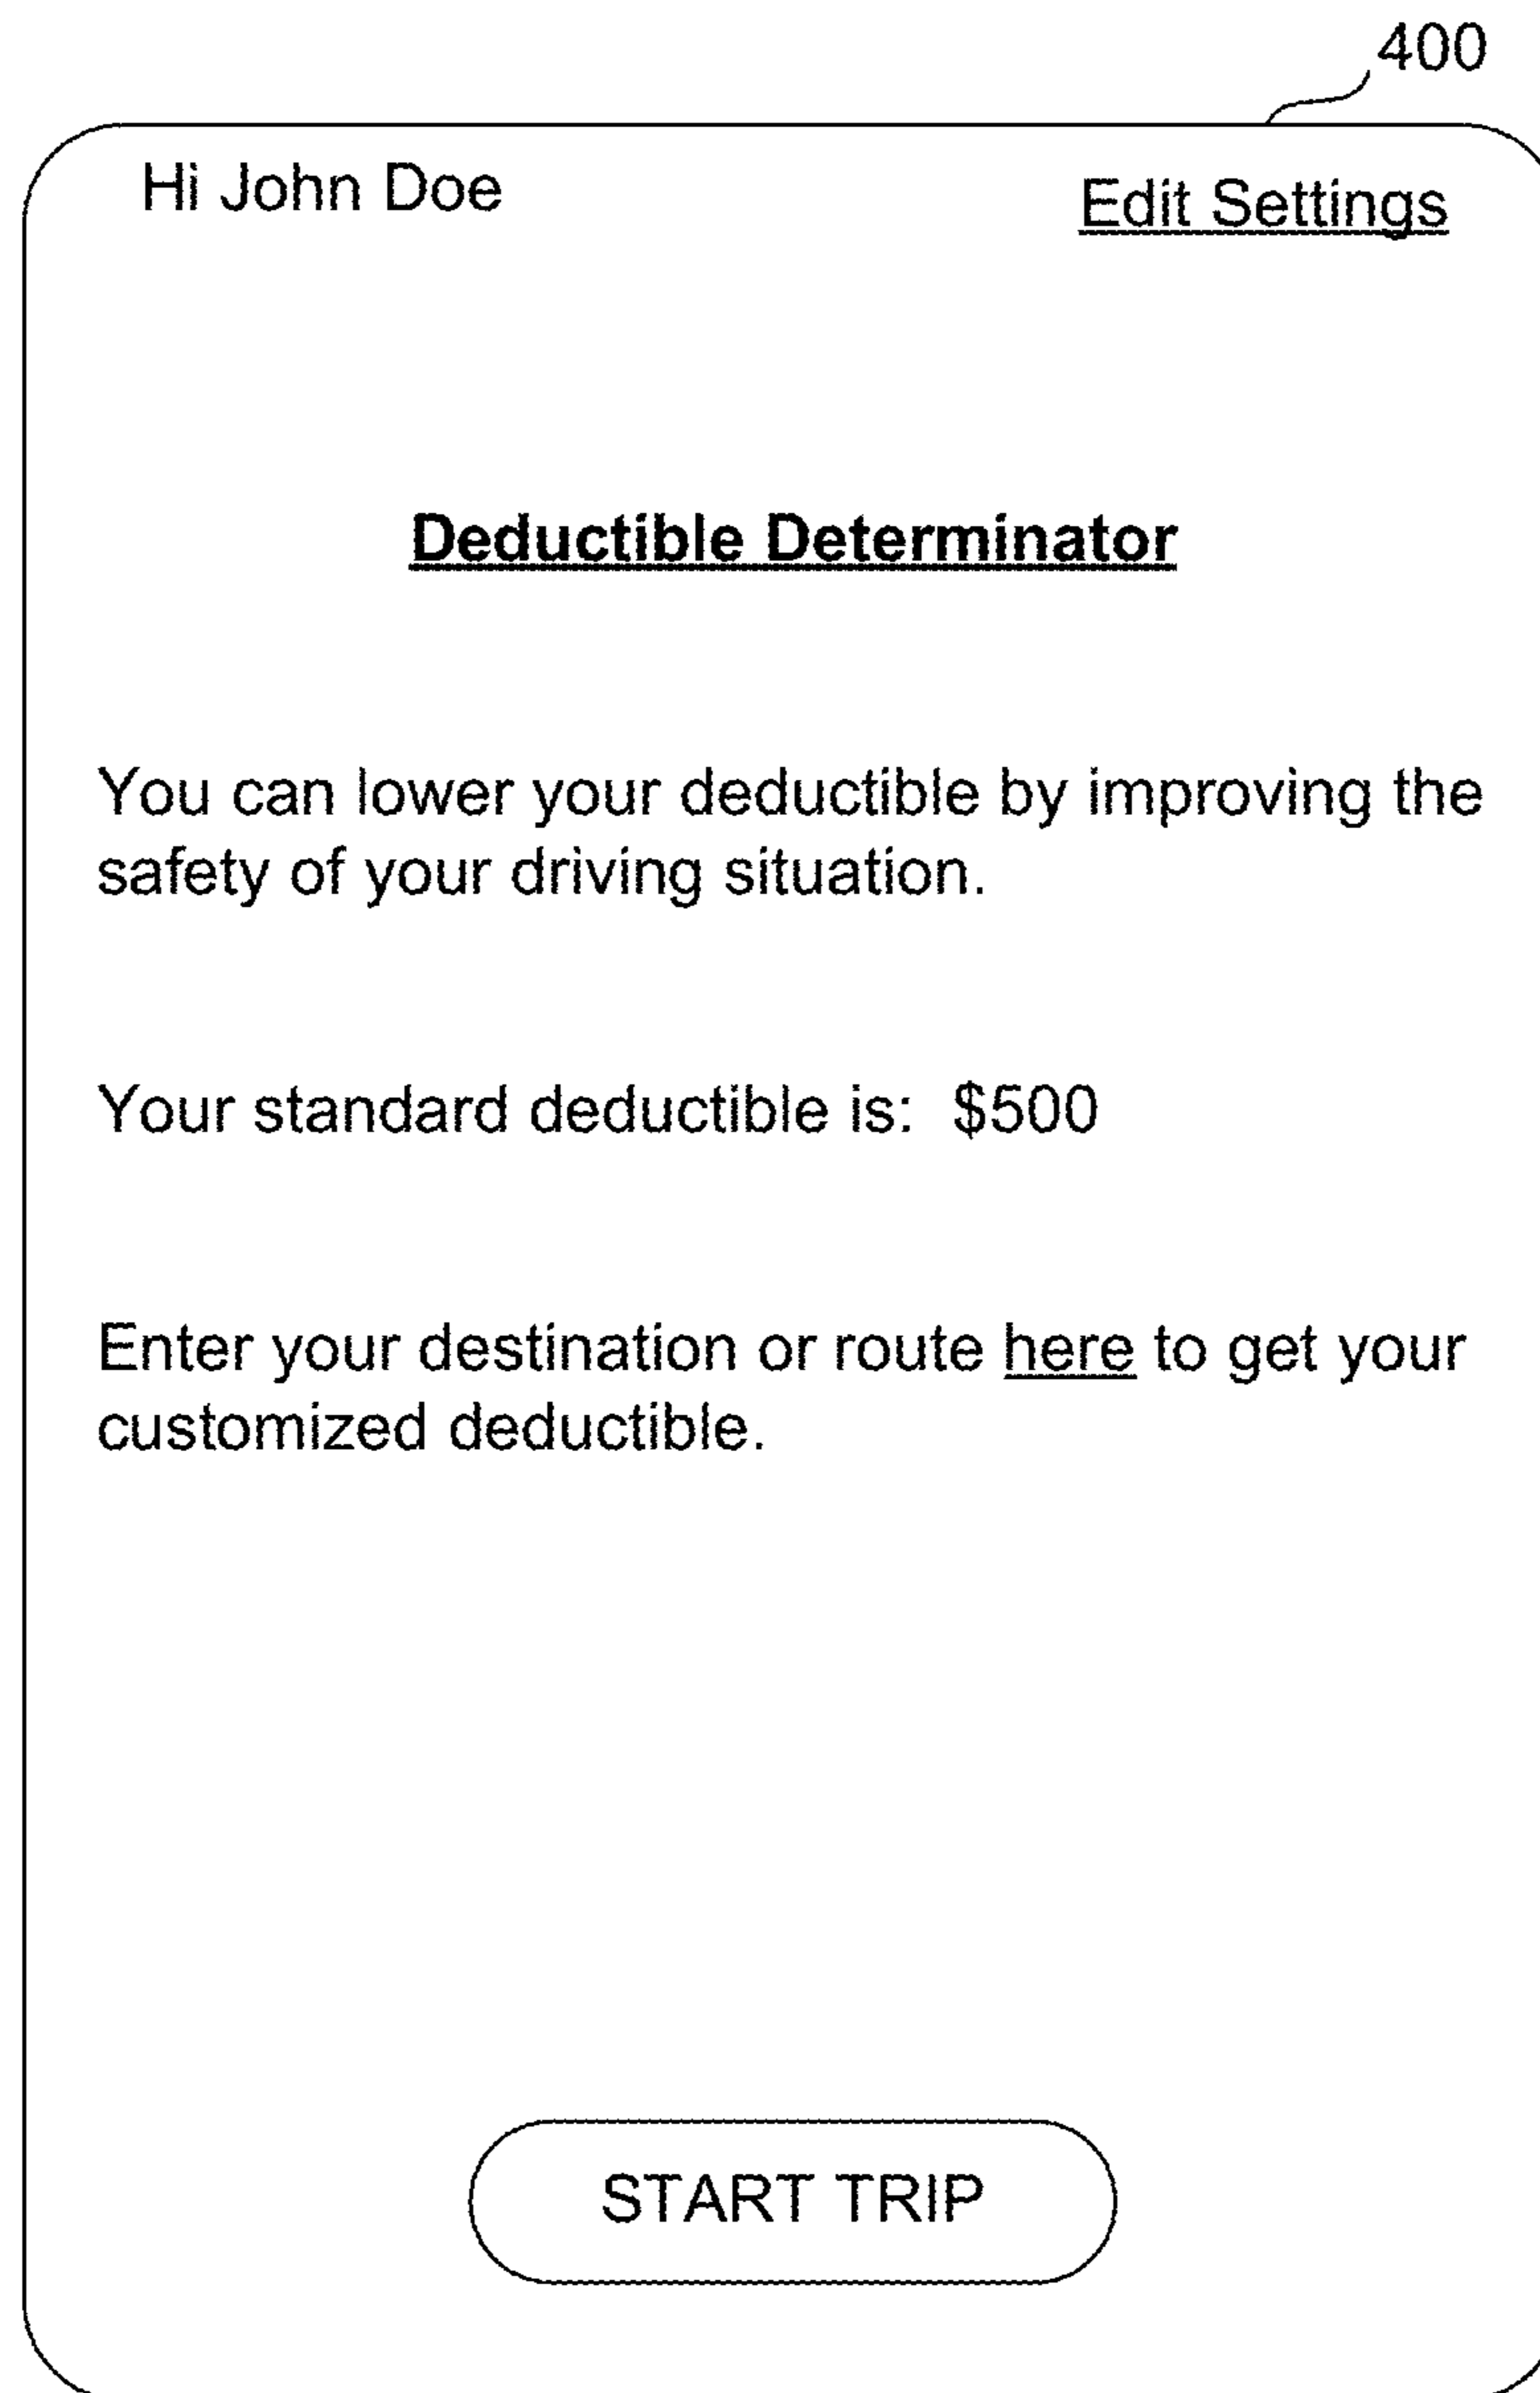 400
Hi John Doe
Edit Settings
Deductible Determinator
You can lower your deductible by improving the
safety of your driving situation.
Your standard deductible is: $500
Enter your destination or route here to get your
customized deductible.
START TRIP